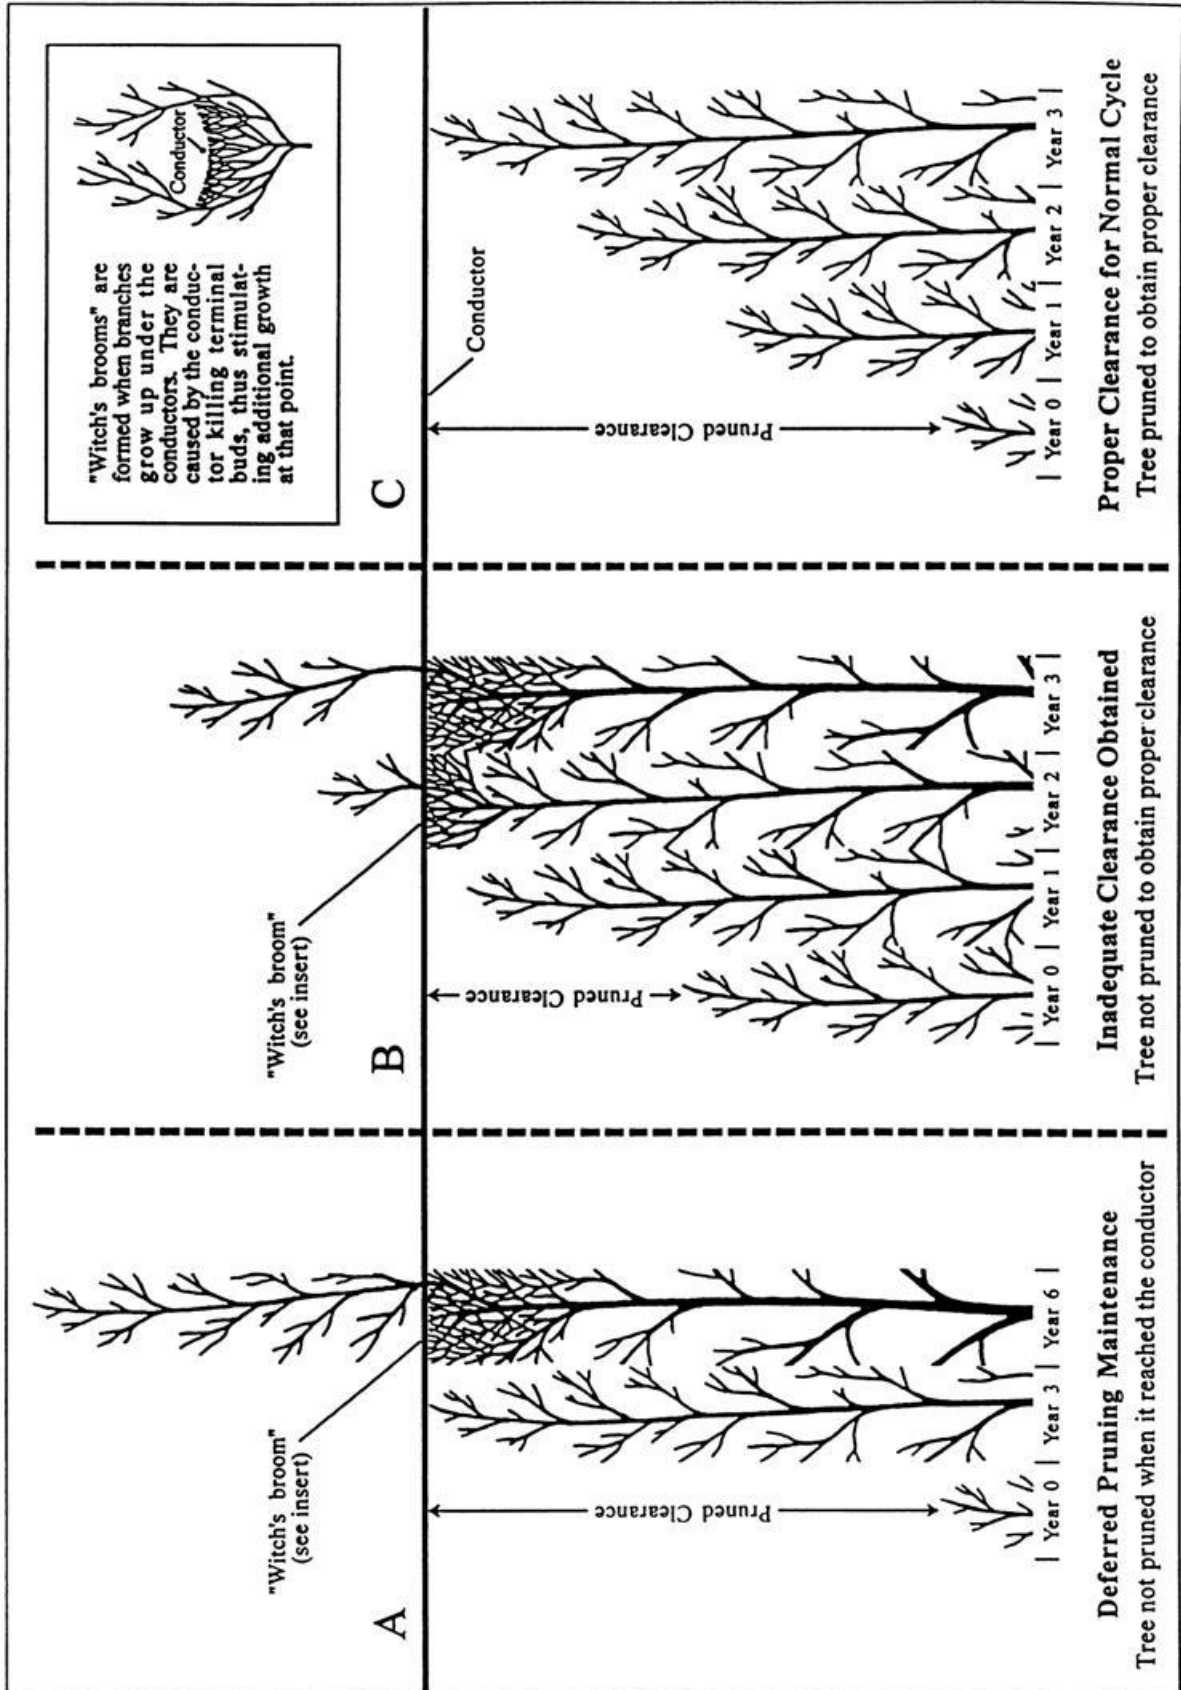 "Witch's broom"
(see insert)
A
Pruned Clearance
| Year 0 | Year 3 | Year 6 |
Deferred Pruning Maintenance
Tree not pruned when it reached the conductor
"Witch's broom"
(see insert)
B
Pruned Clearance
| Year 0 | Year 1 | Year 2 | Year 3 |
Inadequate Clearance Obtained
Tree not pruned to obtain proper clearance
"Witch's brooms" are
formed when branches
grow up under the
conductors. They are
caused by the conduc-
tor killing terminal
buds, thus stimulat-
ing additional growth
at that point.
Conductor
C
Conductor
Pruned Clearance
| Year 0 | Year 1 | Year 2 | Year 3 |
Proper Clearance for Normal Cycle
Tree pruned to obtain proper clearance